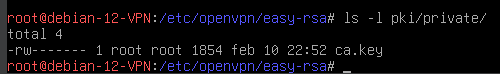 root@debian-12-VPN:/etc/openvpn/easy-rsa# ls -l pki/private/
total 4
-rw------- 1 root root 1854 feb 10 22:52 ca.key
root@debian-12-VPN:/etc/openvpn/easy-rsa# _